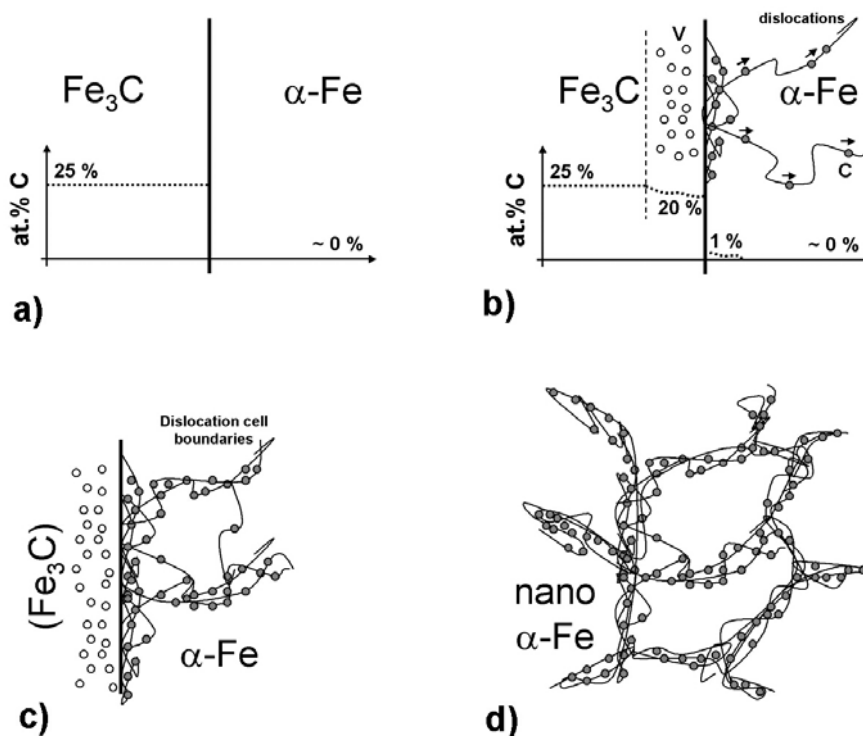 Fe₃C
α-Fe
at.% C
25 %
~ 0 %
a)
dislocations
V
Fe₃C
α-Fe
C
at.% C
25 %
20 %
1 %
~ 0 %
b)
Dislocation cell
boundaries
(Fe₃C)
α-Fe
c)
nano
α-Fe
d)